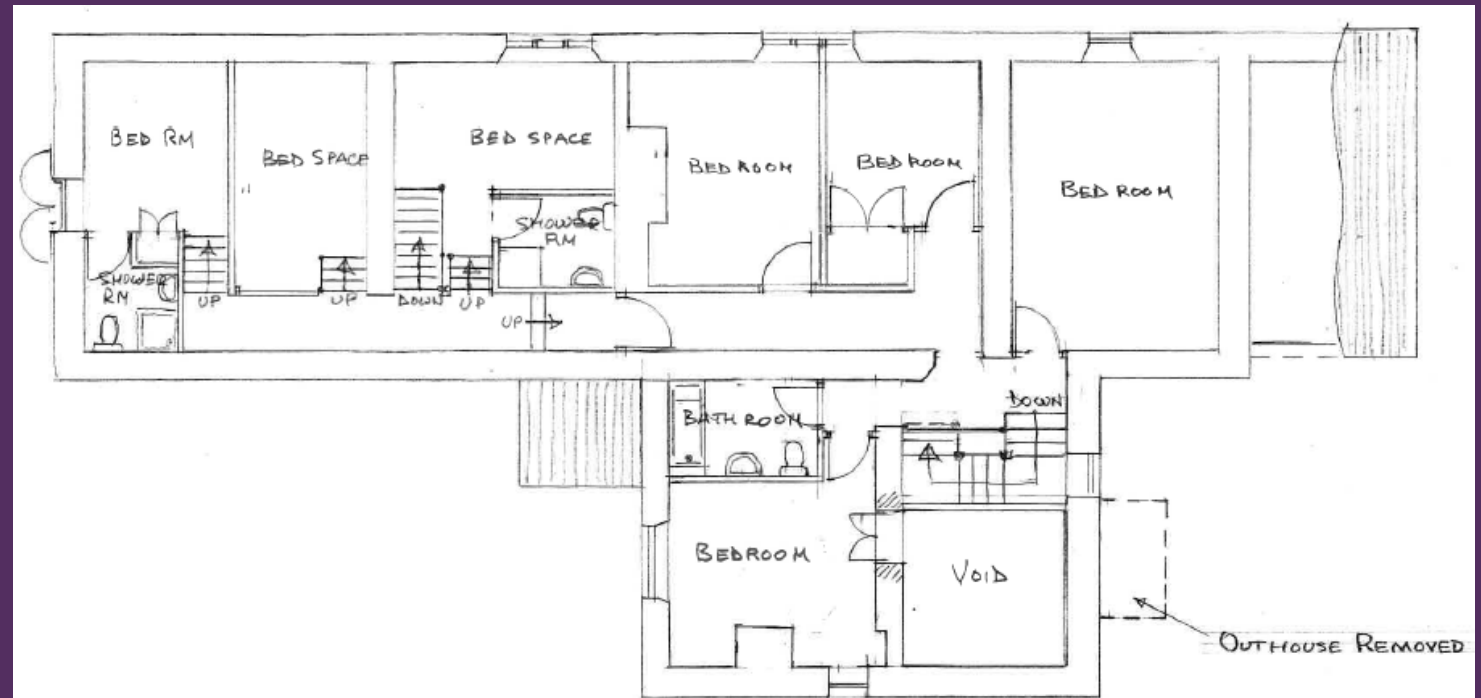 BED RM
BED SPACE
BED SPACE
BEDROOM
BEDROOM
BEDROOM
SHOWER
RM
SHOWER
RM
UP
UP
DOWN
UP
UP
DOWN
BATHROOM
BEDROOM
VOID
OUTHOUSE REMOVED